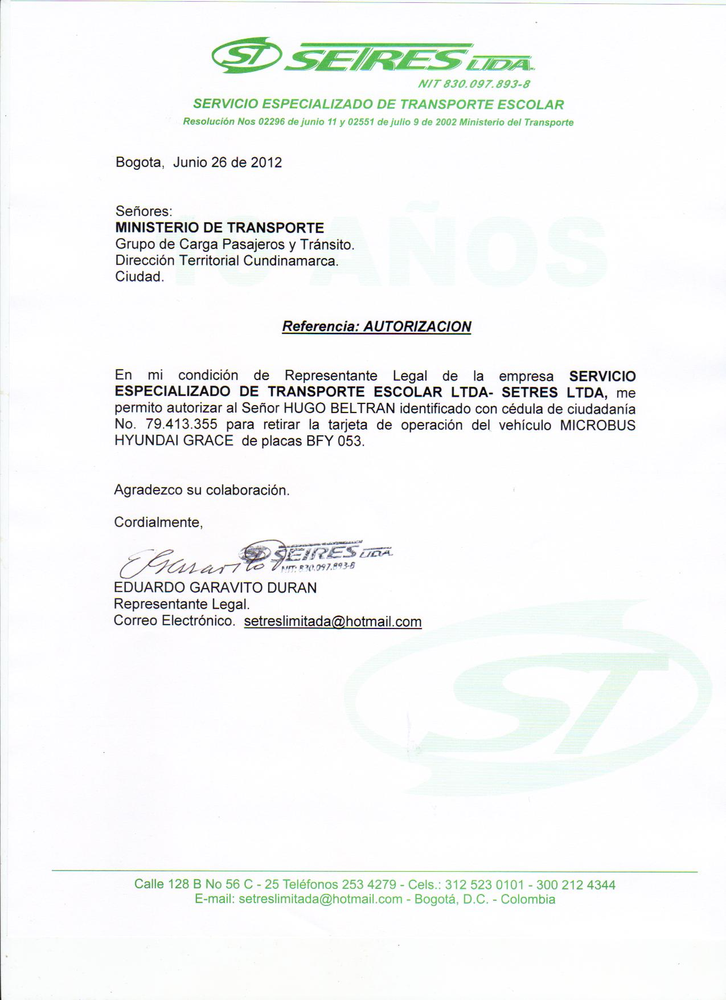 ST SETRES LTDA.
NIT 830.097.893-8
SERVICIO ESPECIALIZADO DE TRANSPORTE ESCOLAR
Resolución Nos 02296 de junio 11 y 02551 de julio 9 de 2002 Ministerio del Transporte
Bogota, Junio 26 de 2012
10 AÑOS
Señores:
MINISTERIO DE TRANSPORTE
Grupo de Carga Pasajeros y Tránsito.
Dirección Territorial Cundinamarca.
Ciudad.
Referencia: AUTORIZACION
En mi condición de Representante Legal de la empresa SERVICIO
ESPECIALIZADO DE TRANSPORTE ESCOLAR LTDA- SETRES LTDA, me
permito autorizar al Señor HUGO BELTRAN identificado con cédula de ciudadanía
No. 79.413.355 para retirar la tarjeta de operación del vehículo MICROBUS
HYUNDAI GRACE de placas BFY 053.
Agradezco su colaboración.
Cordialmente,
EGaravito
ST SETRES LTDA.
NIT: 830.097.893-8
EDUARDO GARAVITO DURAN
Representante Legal.
Correo Electrónico. setreslimitada@hotmail.com
ST
Calle 128 B No 56 C - 25 Teléfonos 253 4279 - Cels.: 312 523 0101 - 300 212 4344
E-mail: setreslimitada@hotmail.com - Bogotá, D.C. - Colombia